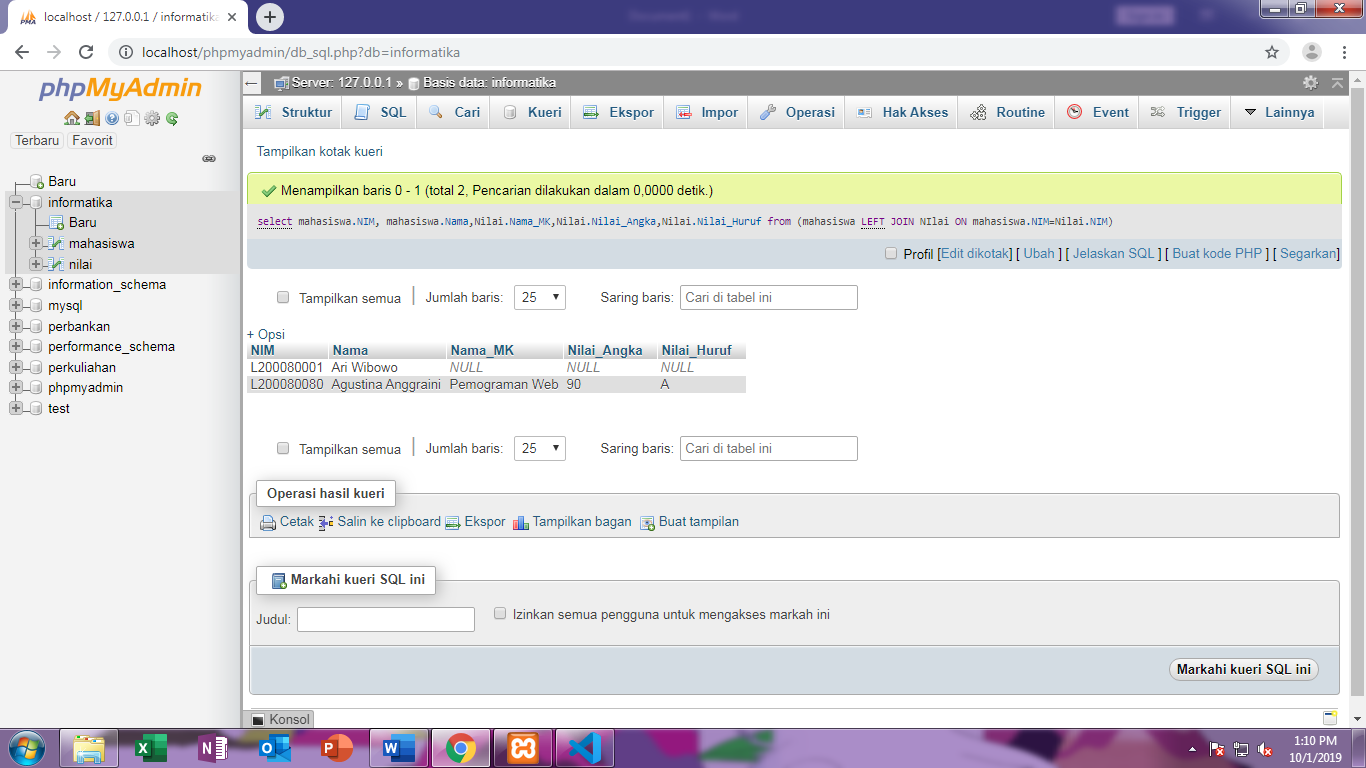 localhost / 127.0.0.1 / informatika
localhost/phpmyadmin/db_sql.php?db=informatika
phpMyAdmin
Terbaru Favorit
Baru
informatika
Baru
mahasiswa
nilai
information_schema
mysql
perbankan
performance_schema
perkuliahan
phpmyadmin
test
Server: 127.0.0.1 » Basis data: informatika
Struktur SQL Cari Kueri Ekspor Impor Operasi Hak Akses Routine Event Trigger Lainnya
Tampilkan kotak kueri
Menampilkan baris 0 - 1 (total 2, Pencarian dilakukan dalam 0,0000 detik.)
select mahasiswa.NIM, mahasiswa.Nama,Nilai.Nama_MK,Nilai.Nilai_Angka,Nilai.Nilai_Huruf from (mahasiswa LEFT JOIN NIlai ON mahasiswa.NIM=Nilai.NIM)
Profil [Edit dikotak] [ Ubah ] [ Jelaskan SQL ] [ Buat kode PHP ] [ Segarkan]
Tampilkan semua | Jumlah baris: 25 Saring baris: Cari di tabel ini
+ Opsi
NIM Nama Nama_MK Nilai_Angka Nilai_Huruf
L200080001 Ari Wibowo NULL NULL NULL
L200080080 Agustina Anggraini Pemograman Web 90 A
Tampilkan semua | Jumlah baris: 25 Saring baris: Cari di tabel ini
Operasi hasil kueri
Cetak Salin ke clipboard Ekspor Tampilkan bagan Buat tampilan
Markahi kueri SQL ini
Judul: Izinkan semua pengguna untuk mengakses markah ini
Markahi kueri SQL ini
Konsol
1:10 PM
10/1/2019